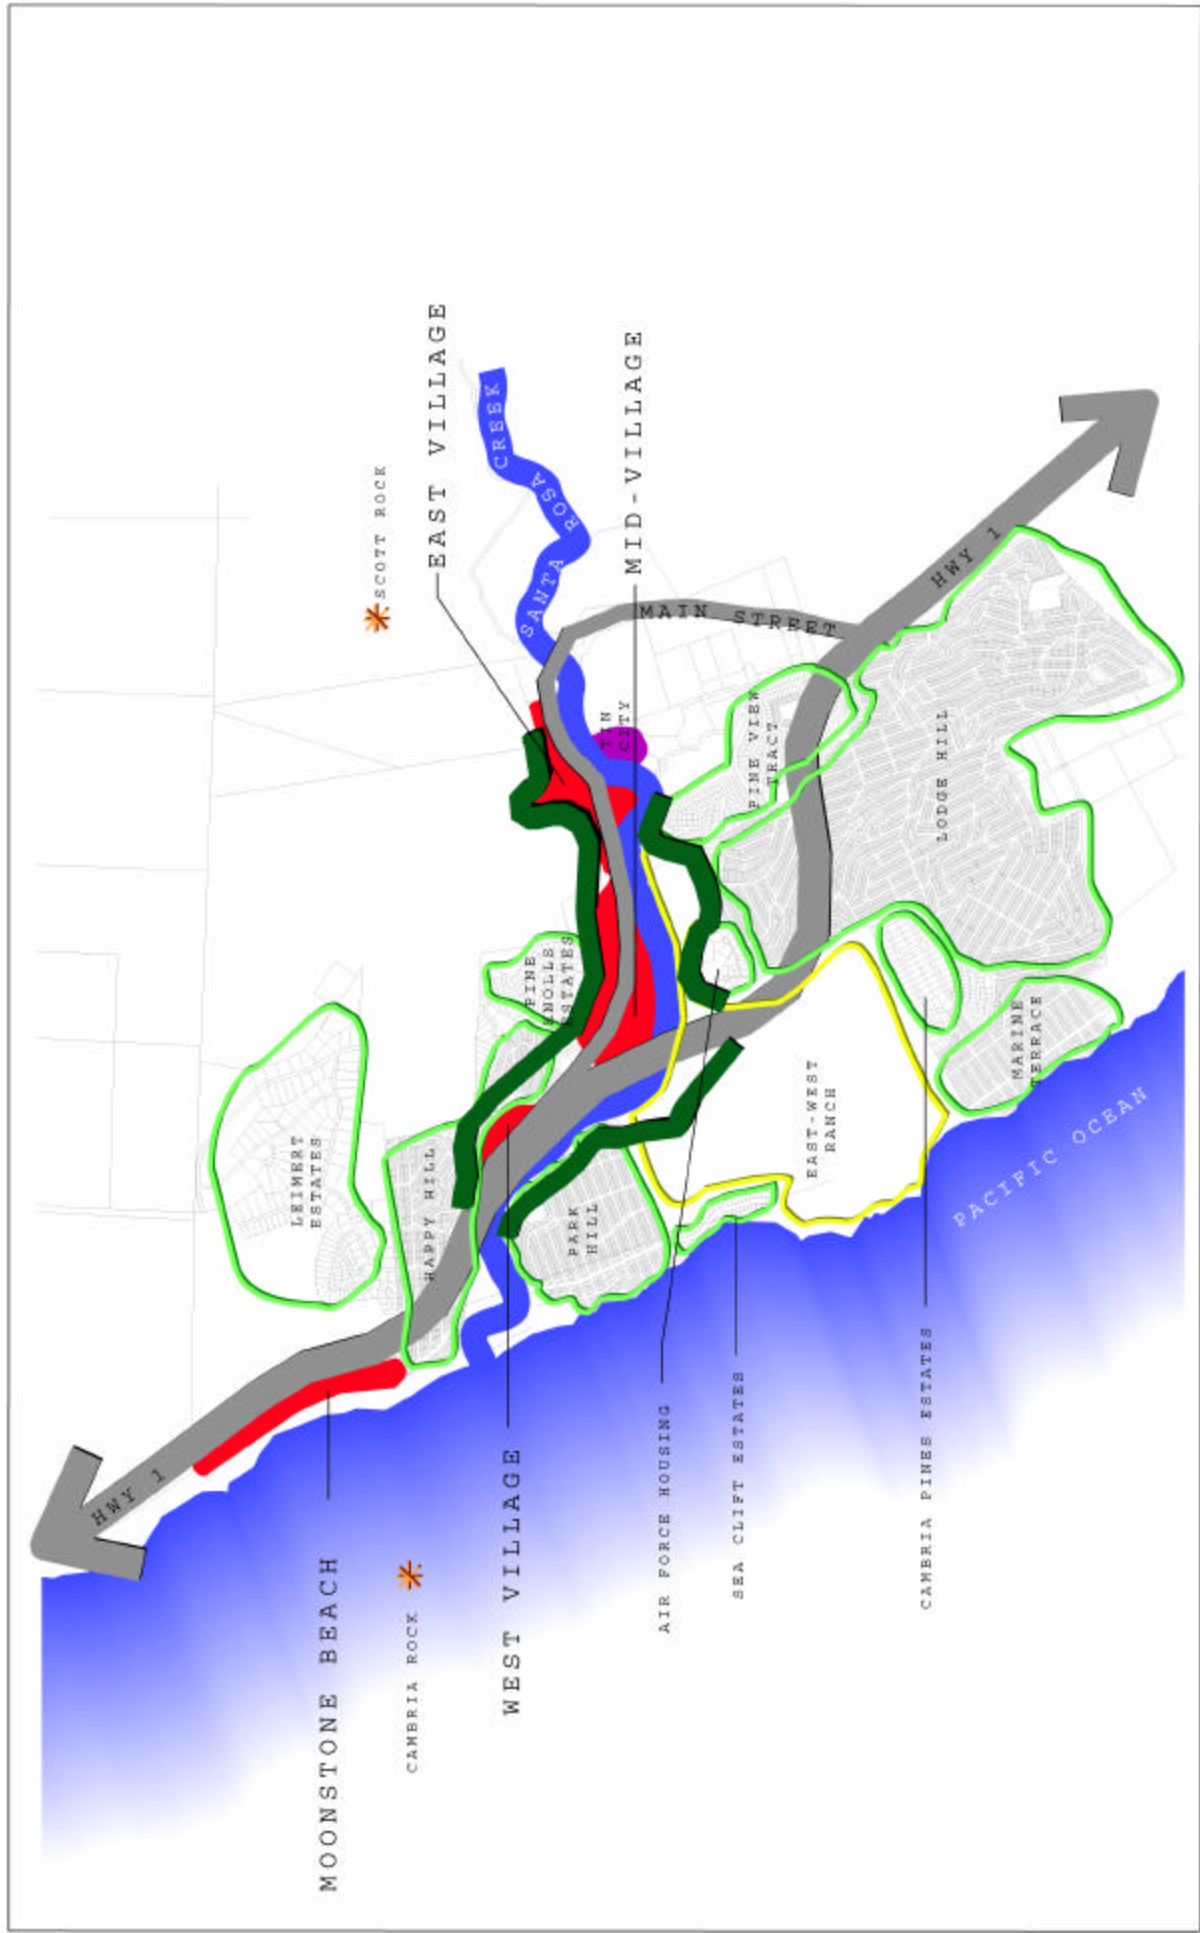 EAST VILLAGE
SCOTT ROCK
SANTA ROSA CREEK
MID-VILLAGE
MAIN STREET
HWY 1
TIN
CITY
PINE VIEW
TRACT
LODGE HILL
PINE
KNOLLS
ESTATES
LEIMERT
ESTATES
HAPPY HILL
PARK
HILL
EAST-WEST
RANCH
MARINE
TERRACE
PACIFIC OCEAN
HWY 1
MOONSTONE BEACH
CAMBRIA ROCK
WEST VILLAGE
AIR FORCE HOUSING
SEA CLIFT ESTATES
CAMBRIA PINES ESTATES